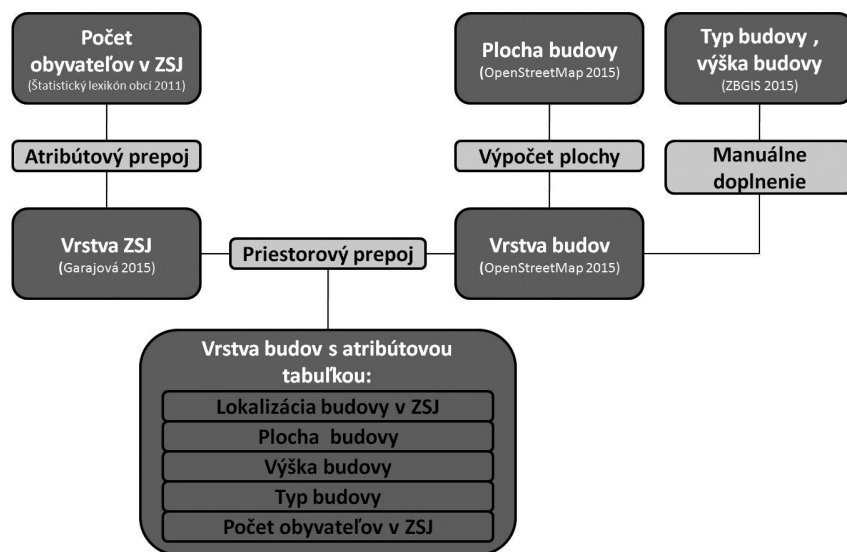 Počet
obyvateľov v ZSJ
(Štatistický lexikón obcí 2011)
Plocha budovy
(OpenStreetMap 2015)
Typ budovy ,
výška budovy
(ZBGIS 2015)
Atribútový prepoj
Výpočet plochy
Manuálne
doplnenie
Vrstva ZSJ
(Garajová 2015)
Priestorový prepoj
Vrstva budov
(OpenStreetMap 2015)
Vrstva budov s atribútovou
tabuľkou:
Lokalizácia budovy v ZSJ
Plocha budovy
Výška budovy
Typ budovy
Počet obyvateľov v ZSJ